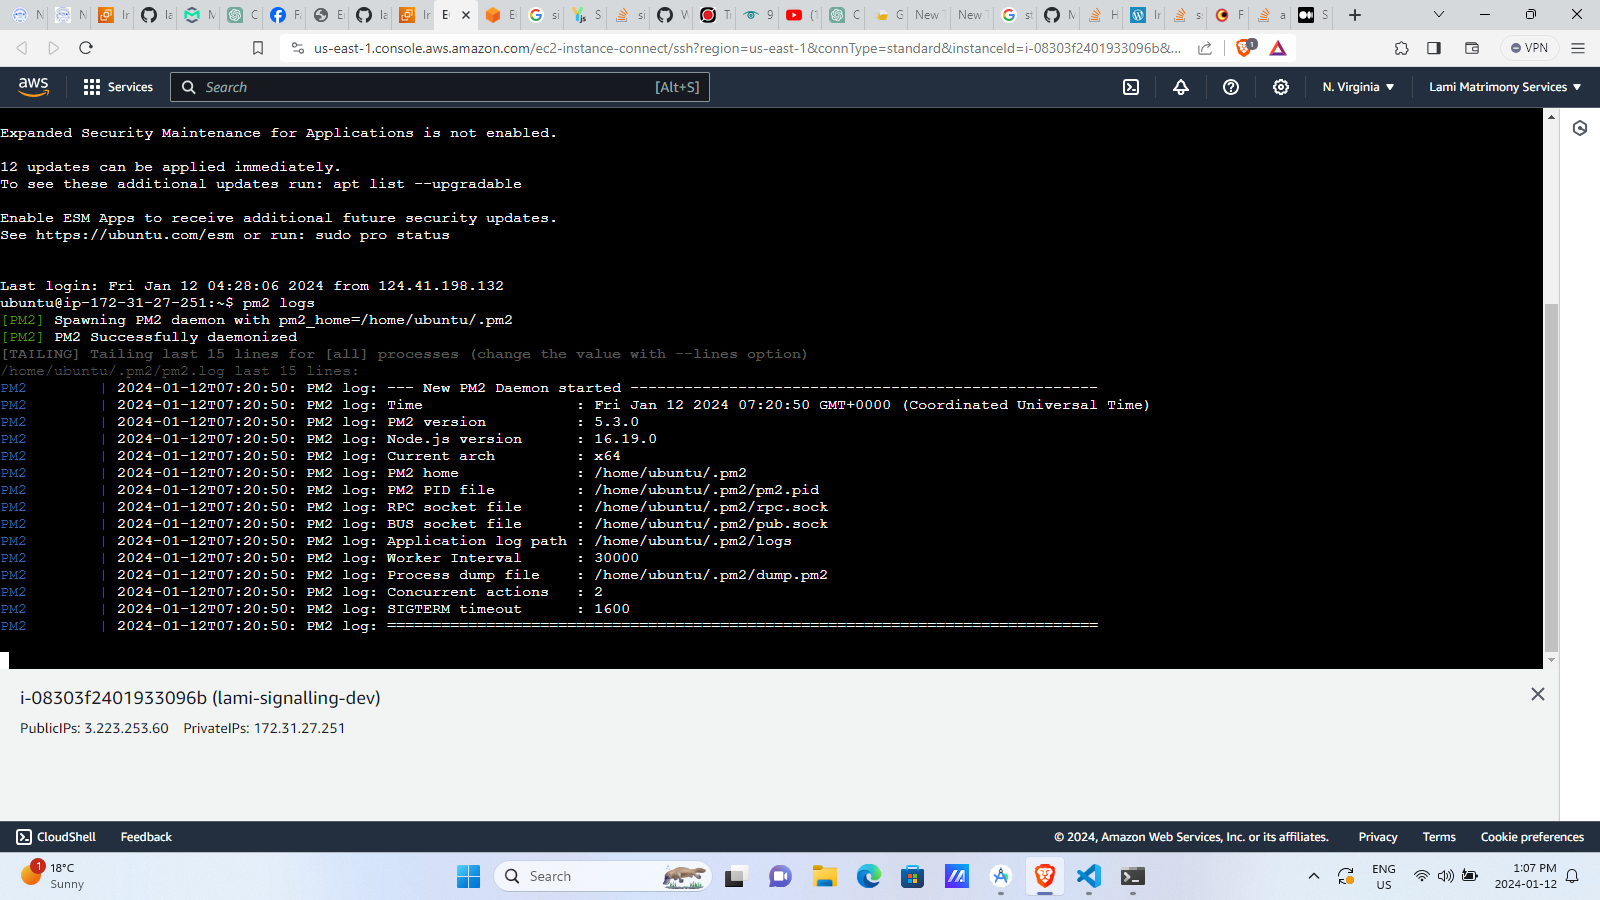 us-east-1.console.aws.amazon.com/ec2-instance-connect/ssh?region=us-east-1&connType=standard&instanceId=i-08303f2401933096b&...
VPN
aws
Services
Search
[Alt+S]
N. Virginia
Lami Matrimony Services
Expanded Security Maintenance for Applications is not enabled.
12 updates can be applied immediately.
To see these additional updates run: apt list --upgradable
Enable ESM Apps to receive additional future security updates.
See https://ubuntu.com/esm or run: sudo pro status
Last login: Fri Jan 12 04:28:06 2024 from 124.41.198.132
ubuntu@ip-172-31-27-251:~$ pm2 logs
[PM2] Spawning PM2 daemon with pm2_home=/home/ubuntu/.pm2
[PM2] PM2 Successfully daemonized
[TAILING] Tailing last 15 lines for [all] processes (change the value with --lines option)
/home/ubuntu/.pm2/pm2.log last 15 lines:
PM2        | 2024-01-12T07:20:50: PM2 log: --- New PM2 Daemon started ----------------------------------------------------
PM2        | 2024-01-12T07:20:50: PM2 log: Time                 : Fri Jan 12 2024 07:20:50 GMT+0000 (Coordinated Universal Time)
PM2        | 2024-01-12T07:20:50: PM2 log: PM2 version          : 5.3.0
PM2        | 2024-01-12T07:20:50: PM2 log: Node.js version      : 16.19.0
PM2        | 2024-01-12T07:20:50: PM2 log: Current arch         : x64
PM2        | 2024-01-12T07:20:50: PM2 log: PM2 home             : /home/ubuntu/.pm2
PM2        | 2024-01-12T07:20:50: PM2 log: PM2 PID file         : /home/ubuntu/.pm2/pm2.pid
PM2        | 2024-01-12T07:20:50: PM2 log: RPC socket file      : /home/ubuntu/.pm2/rpc.sock
PM2        | 2024-01-12T07:20:50: PM2 log: BUS socket file      : /home/ubuntu/.pm2/pub.sock
PM2        | 2024-01-12T07:20:50: PM2 log: Application log path : /home/ubuntu/.pm2/logs
PM2        | 2024-01-12T07:20:50: PM2 log: Worker Interval      : 30000
PM2        | 2024-01-12T07:20:50: PM2 log: Process dump file    : /home/ubuntu/.pm2/dump.pm2
PM2        | 2024-01-12T07:20:50: PM2 log: Concurrent actions   : 2
PM2        | 2024-01-12T07:20:50: PM2 log: SIGTERM timeout      : 1600
PM2        | 2024-01-12T07:20:50: PM2 log: ===============================================================================
i-08303f2401933096b (lami-signalling-dev)
PublicIPs: 3.223.253.60    PrivateIPs: 172.31.27.251
CloudShell
Feedback
© 2024, Amazon Web Services, Inc. or its affiliates.
Privacy
Terms
Cookie preferences
1
18°C
Sunny
Search
ENG
US
1:07 PM
2024-01-12